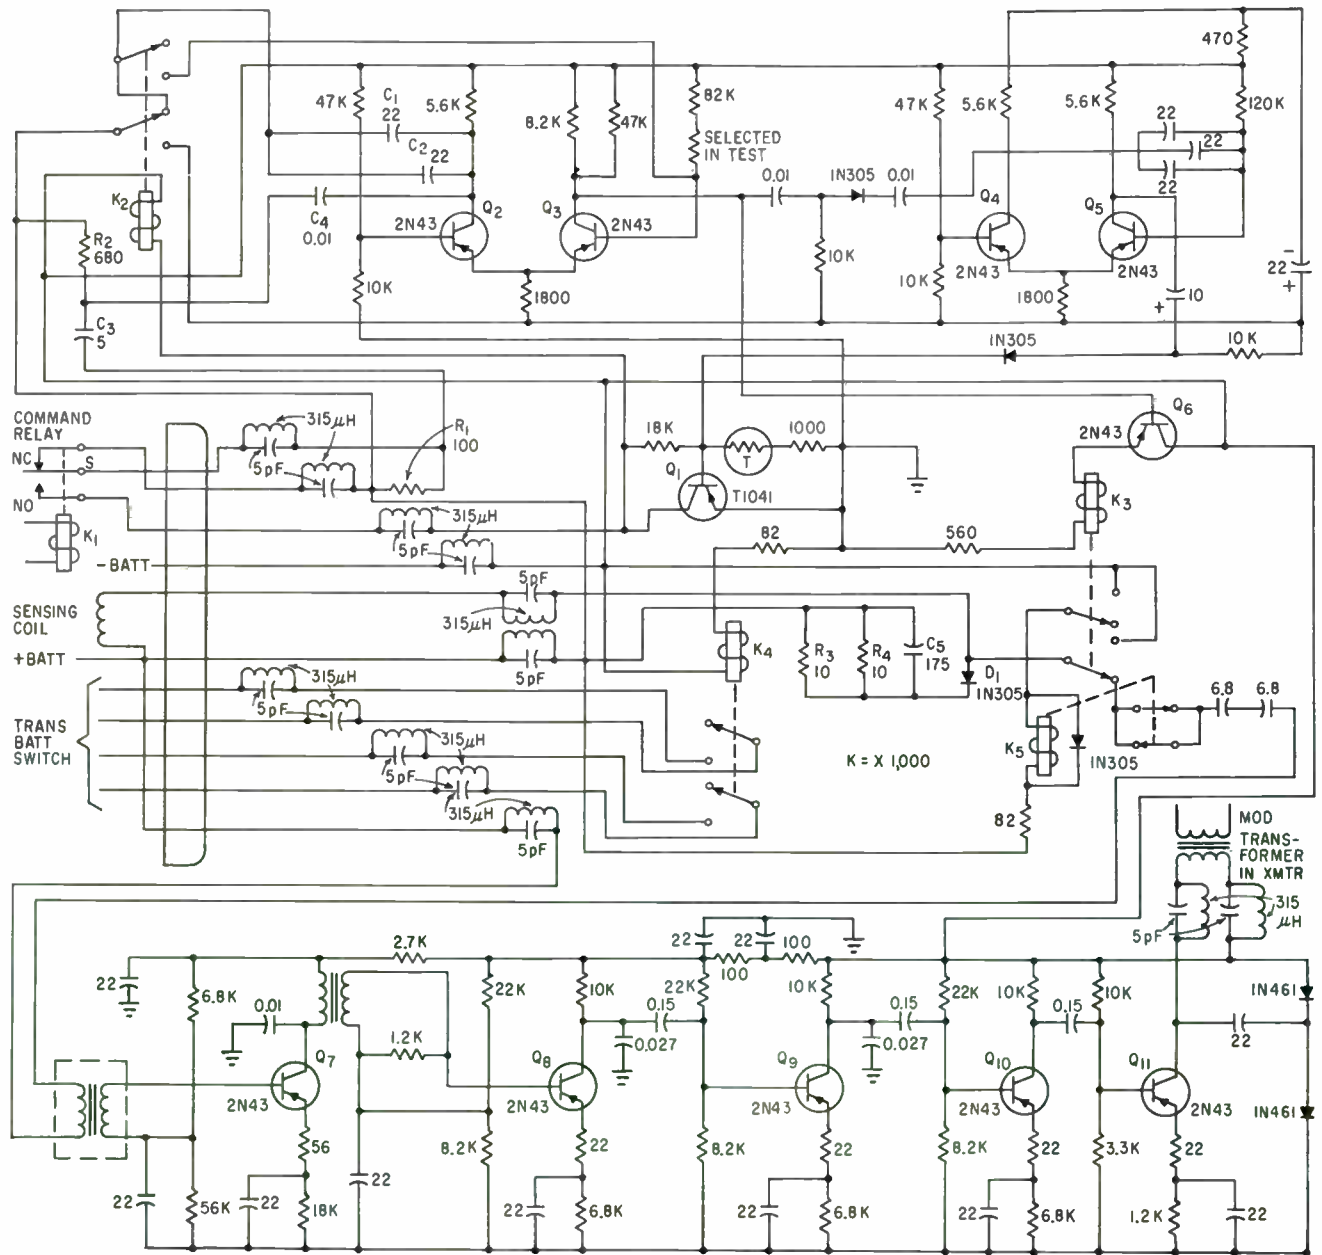 470
47K
C1
22
5.6K
8.2K
47K
82K
SELECTED
IN TEST
47K
5.6K
5.6K
120K
22
22
22
C2 22
0.01
1N305
0.01
K2
C4
0.01
2N43
Q2
Q3
2N43
Q4
2N43
Q5
2N43
R2
680
10K
1800
10K
10K
1800
10
+
-
22
+
C3
5
1N305
10K
COMMAND
RELAY
NC
S
NO
K1
315µH
5pF
315µH
5pF
R1
100
18K
T
1000
Q1
T1041
Q6
2N43
K3
315µH
5pF
315µH
5pF
82
560
-BATT
SENSING
COIL
+BATT
5pF
315µH
5pF
K4
R3
10
R4
10
C5
175
D1
1N305
6.8
6.8
TRANS
BATT
SWITCH
315µH
5pF
315µH
5pF
315µH
5pF
315µH
5pF
K = X 1,000
K5
1N305
82
MOD
TRANS-
FORMER
IN XMTR
315
µH
5pF
2.7K
22
22
100
100
22
6.8K
0.01
22K
10K
22K
0.15
10K
0.15
22K
10K
0.15
10K
1N461
1.2K
0.027
0.027
22
Q7
2N43
Q8
2N43
Q9
2N43
Q10
2N43
Q11
2N43
1N461
56
8.2K
22
8.2K
22
8.2K
22
3.3K
22
22
56K
22
18K
22
22
6.8K
22
6.8K
22
6.8K
1.2K
22